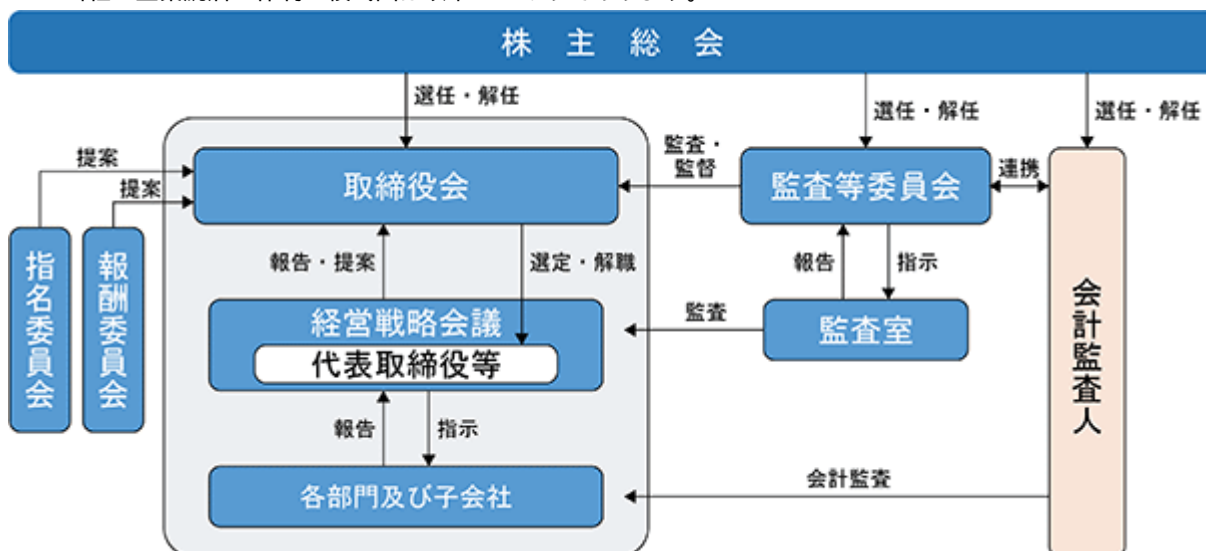 株主総会
選任・解任
選任・解任
選任・解任
提案
提案
取締役会
監査・
監督
監査等委員会
連携
指名委員会
報酬委員会
報告・提案
選定・解職
報告
指示
経営戦略会議
代表取締役等
監査
監査室
会計監査人
報告
指示
各部門及び子会社
会計監査